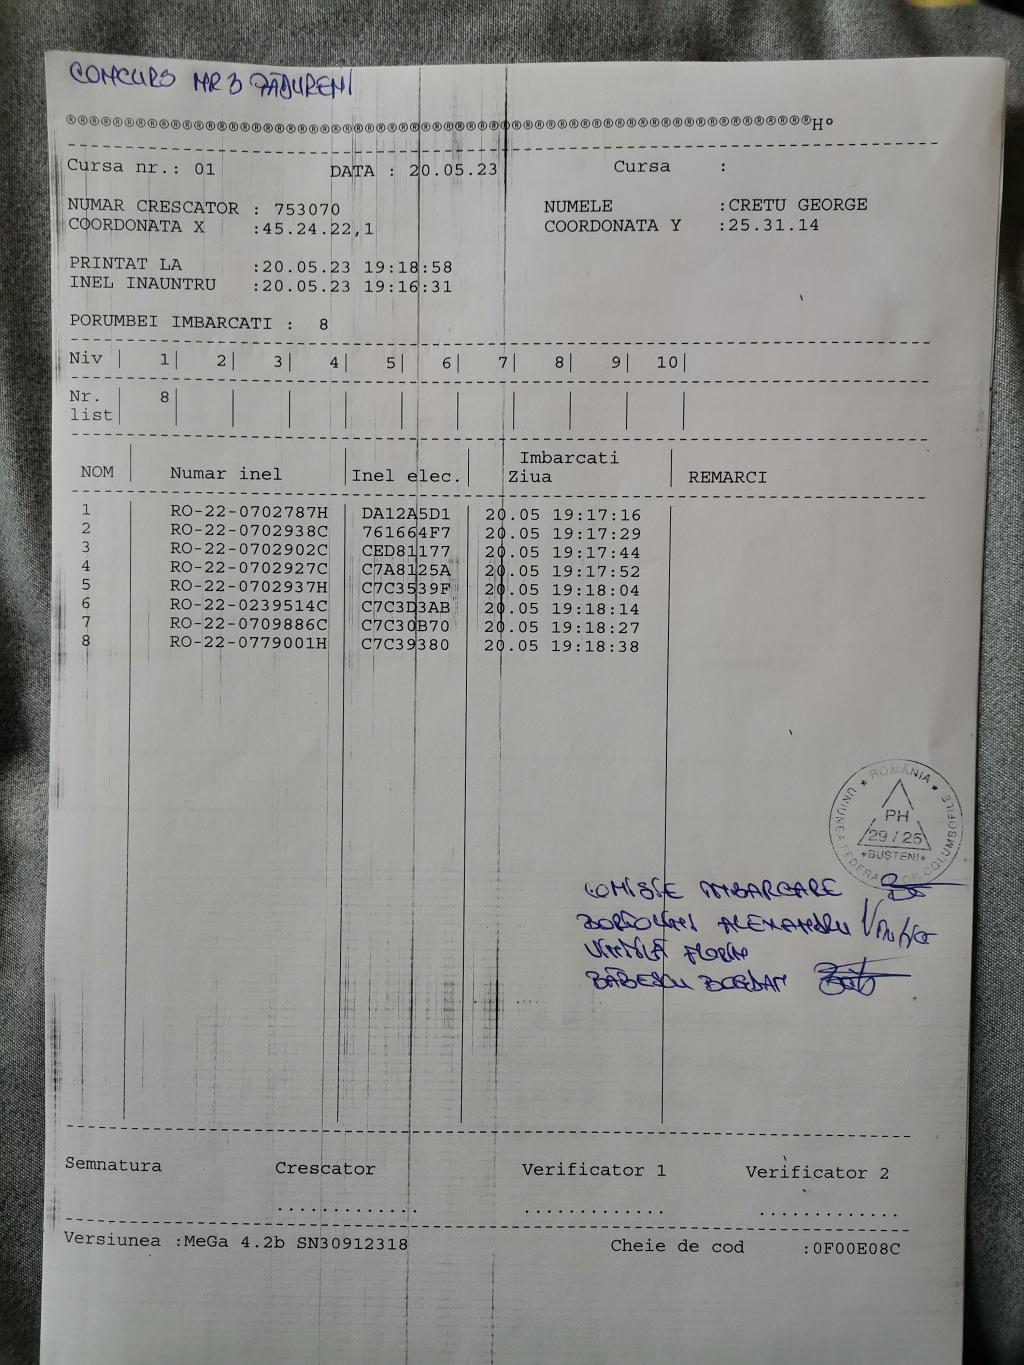 CONCURS NR 3 PĂDURENI
®®®®®®®®®®®®®®®®®®®®®®®®®®®®®®®®®®®®®®®®®®®®®®®®®®®®®®®®®®®®®®®®H°
Cursa nr.: 01 DATA : 20.05.23 Cursa :
NUMAR CRESCATOR : 753070 NUMELE :CRETU GEORGE
COORDONATA X :45.24.22,1 COORDONATA Y :25.31.14
PRINTAT LA :20.05.23 19:18:58
INEL INAUNTRU :20.05.23 19:16:31
PORUMBEI IMBARCATI : 8
Niv | 1| 2| 3| 4| 5| 6| 7| 8| 9| 10|
Nr. 8
list
Imbarcati
NOM Numar inel Inel elec. Ziua REMARCI
1 RO-22-0702787H DA12A5D1 20.05 19:17:16
2 RO-22-0702938C 761664F7 20.05 19:17:29
3 RO-22-0702902C CED81177 20.05 19:17:44
4 RO-22-0702927C C7A8125A 20.05 19:17:52
5 RO-22-0702937H C7C3539F 20.05 19:18:04
6 RO-22-0239514C C7C3D3AB 20.05 19:18:14
7 RO-22-0709886C C7C30B70 20.05 19:18:27
8 RO-22-0779001H C7C39380 20.05 19:18:38
ROMÂNIA
UNIUNEA COLUMBOFILE
PH
29/25
*BUȘTENI*
COMISIE IMBARCARE
ALEXANDRU
FLORIN
BĂBESCU BOGDAN
Semnatura Crescator Verificator 1 Verificator 2
Versiunea :MeGa 4.2b SN30912318 Cheie de cod :0F00E08C